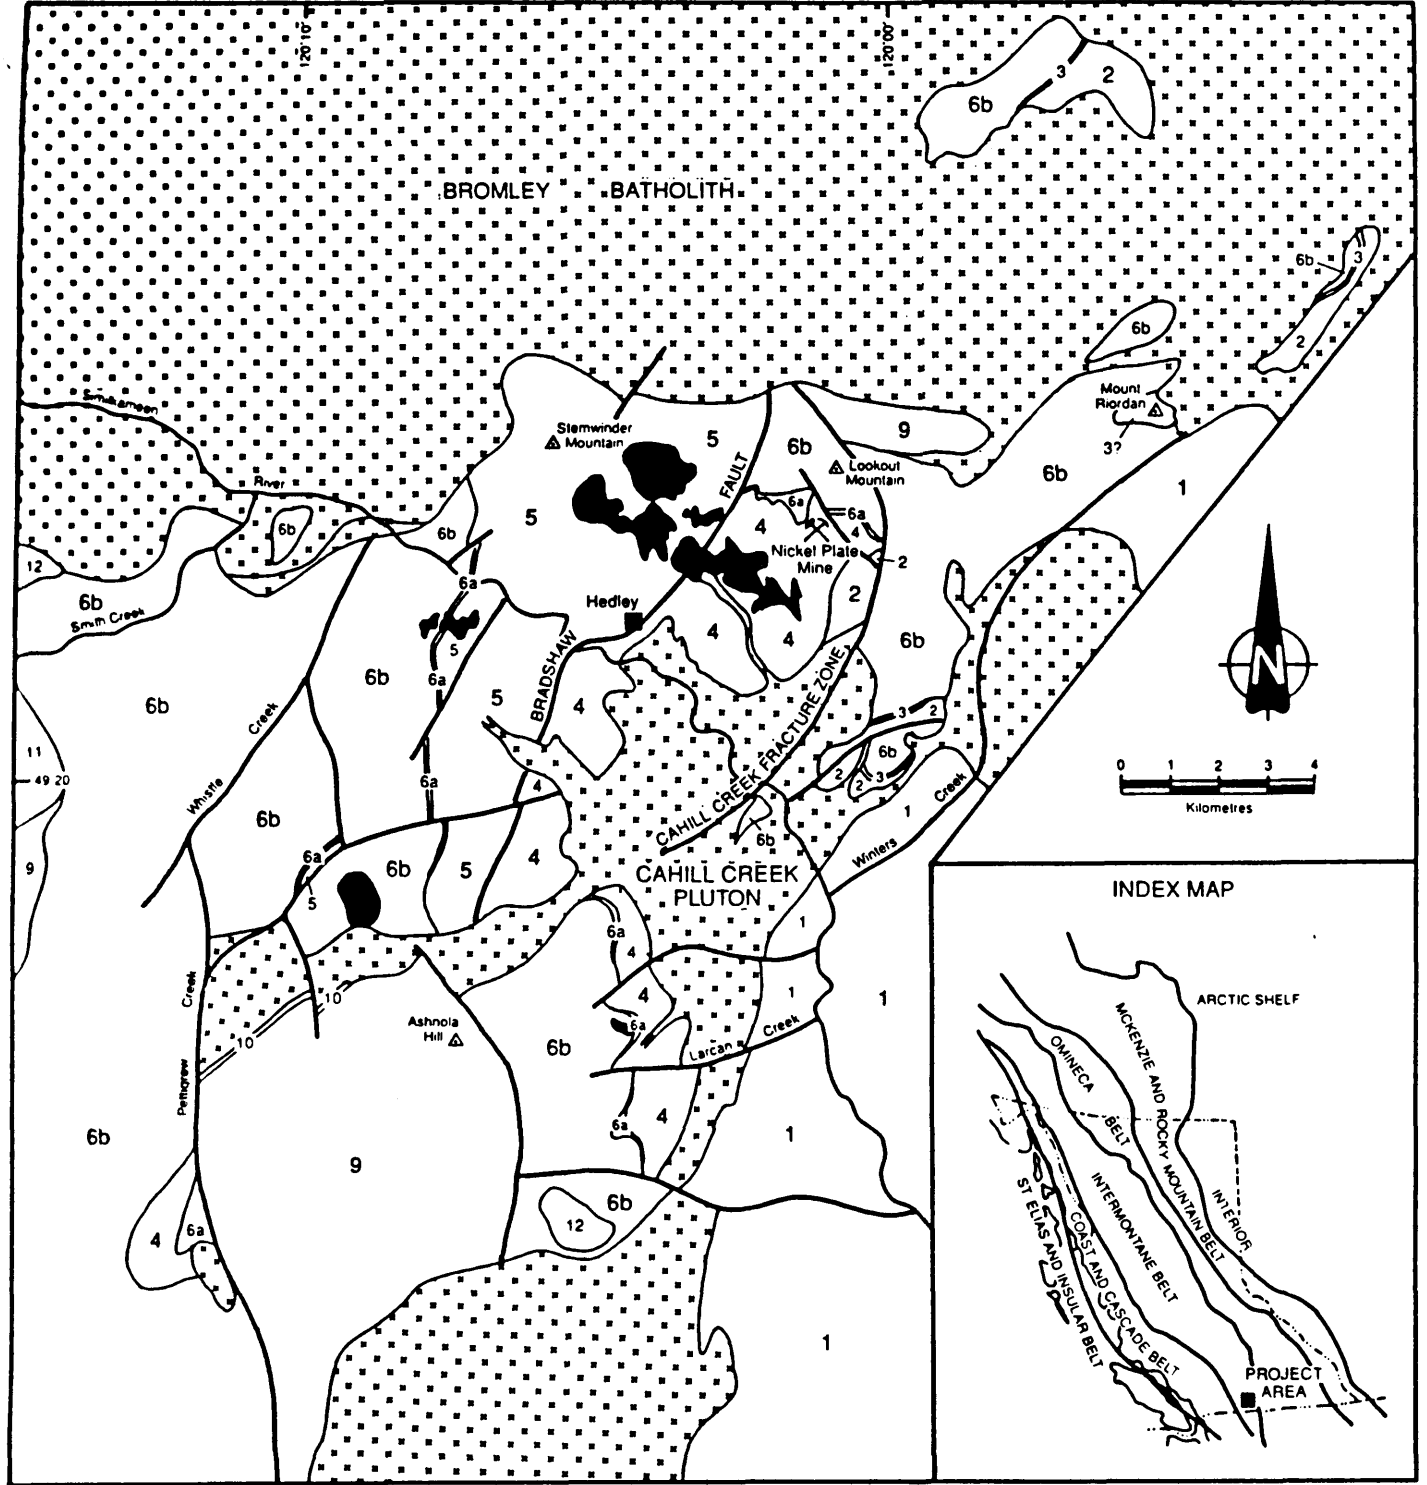 120°10'
120°00'
3
2
6b
BROMLEY BATHOLITH
6b
3
2
6b
Mount
Riordan
3?
Similkameen
Stemwinder
Mountain
5
6b
9
Lookout
Mountain
6b
1
FAULT
River
6b
6b
5
4
6a
6a
4
Nickel Plate
Mine
2
12
6b
Smith Creek
6a
Hedley
2
5
4
4
6b
N
6b
6b
6a
5
BRADSHAW
4
CAHILL CREEK FRACTURE ZONE
3
2
6b
2
2
3
11
49 20
Creek
Whistle
6a
4
0 1 2 3 4
Kilometres
6b
6b
1
Creek
Winters
9
6a
6b
5
4
5
CAHILL CREEK
PLUTON
1
INDEX MAP
6a
4
Creek
10
4
1
1
Ashnola
Hill
6a
10
6b
Larcan Creek
Pettigrew
6b
4
6a
1
9
6b
12
4
6a
1
ARCTIC SHELF
MCKENZIE AND ROCKY MOUNTAIN BELT
OMINECA
BELT
INTERMONTANE BELT
INTERIOR
COAST AND CASCADE BELT
ST ELIAS AND INSULAR BELT
PROJECT
AREA